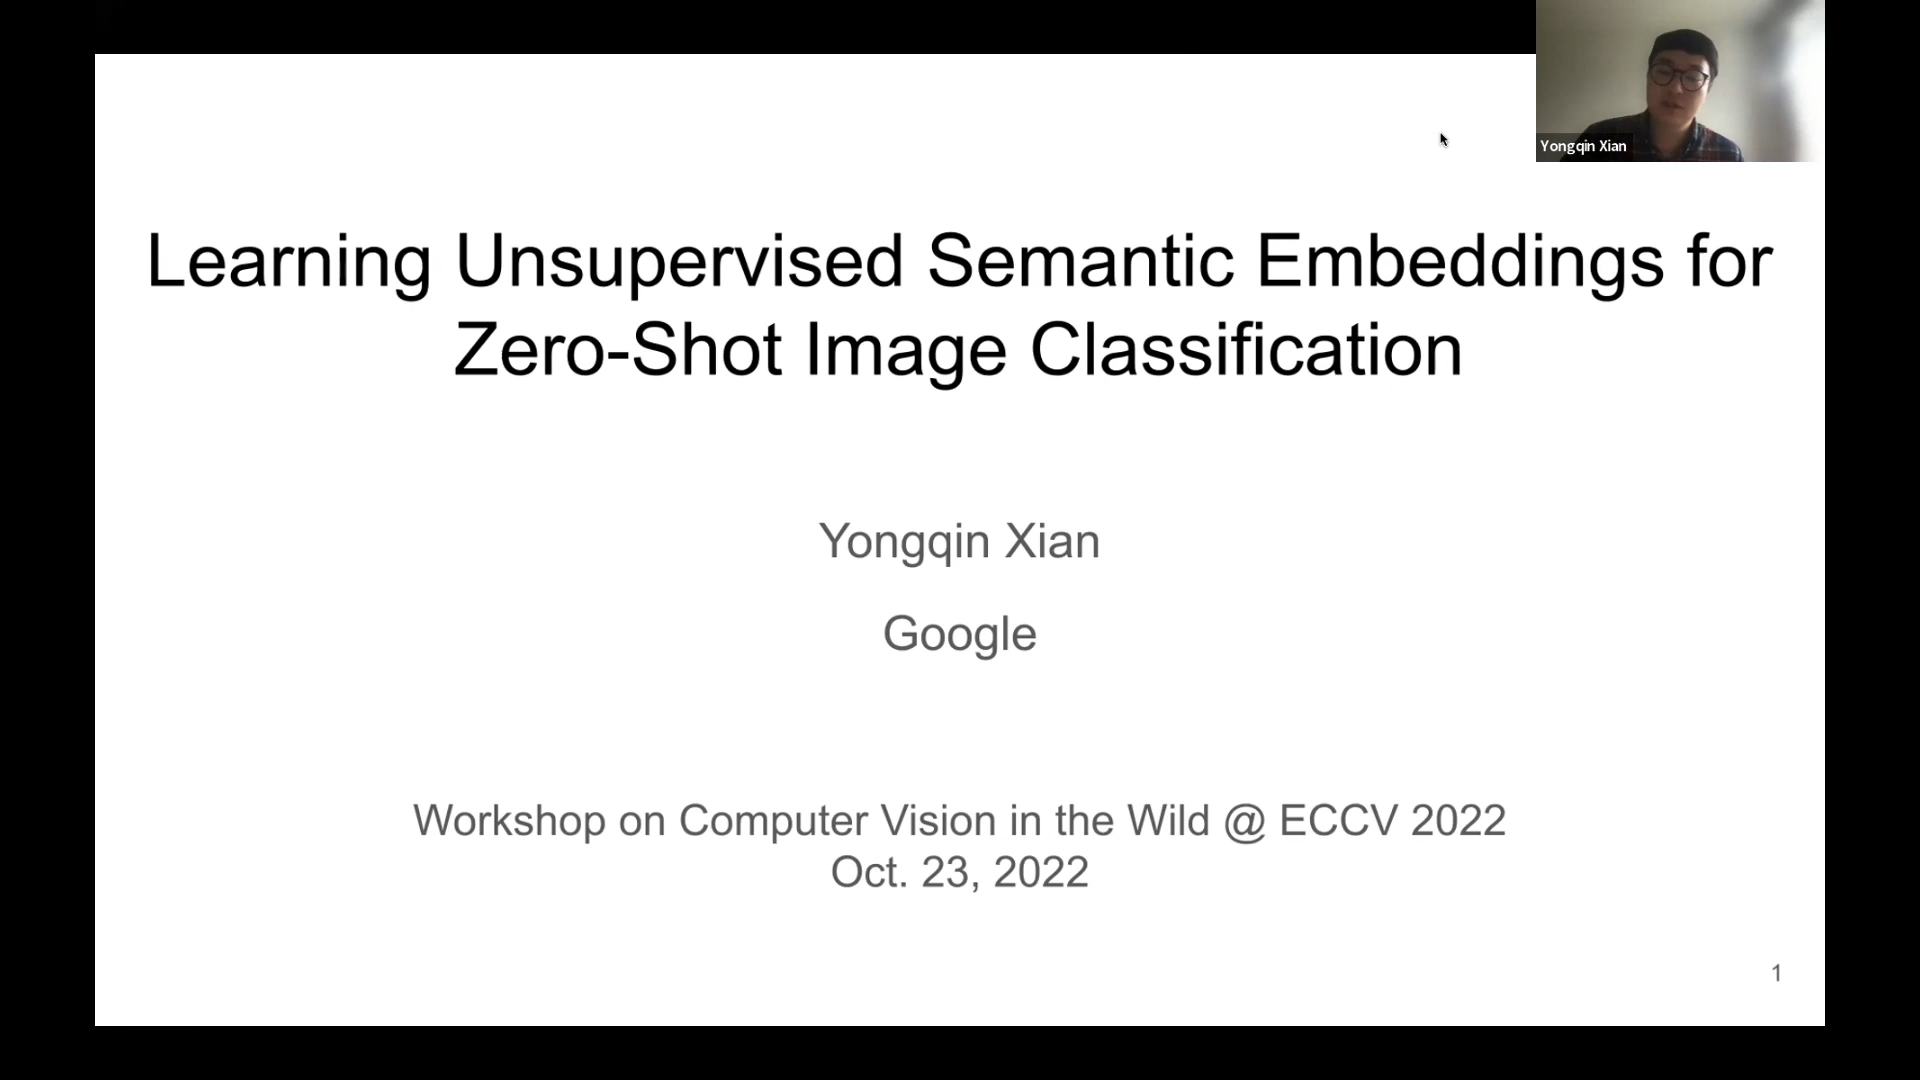 Yongqin Xian
Learning Unsupervised Semantic Embeddings for
Zero-Shot Image Classification
Yongqin Xian
Google
Workshop on Computer Vision in the Wild @ ECCV 2022
Oct. 23, 2022
1